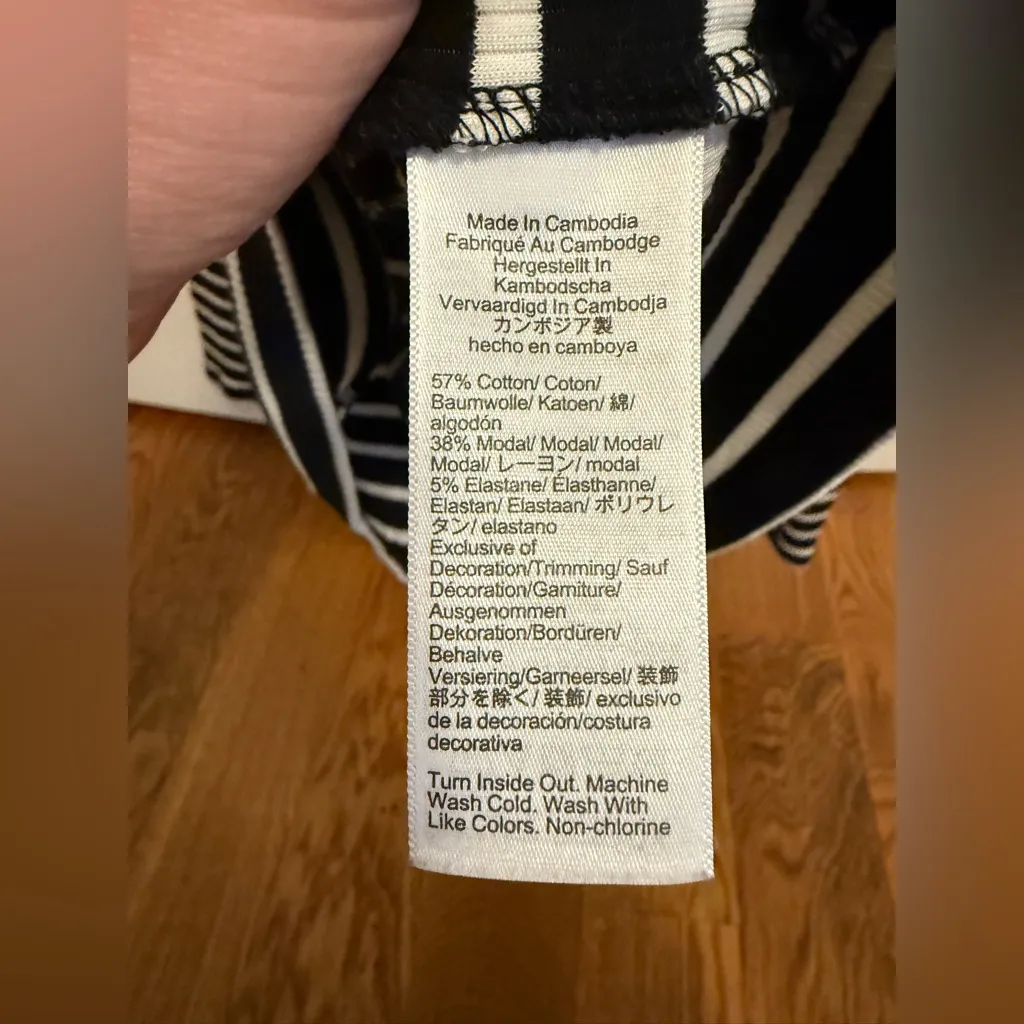 Made In Cambodia
Fabriqué Au Cambodge
Hergestellt In
Kambodscha
Vervaardigd In Cambodja
カンボジア製
hecho en camboya
57% Cotton/ Coton/
Baumwolle/ Katoen/ 綿/
algodón
38% Modal/ Modal/ Modal/
Modal/ レーヨン/ modal
5% Elastane/ Élasthanne/
Elastan/ Elastaan/ ポリウレ
タン/ elastano
Exclusive of
Decoration/Trimming/ Sauf
Décoration/Garniture/
Ausgenommen
Dekoration/Bordüren/
Behalve
Versiering/Garneersel/ 装飾
部分を除く/ 装飾/ exclusivo
de la decoración/costura
decorativa
Turn Inside Out. Machine
Wash Cold. Wash With
Like Colors. Non-chlorine